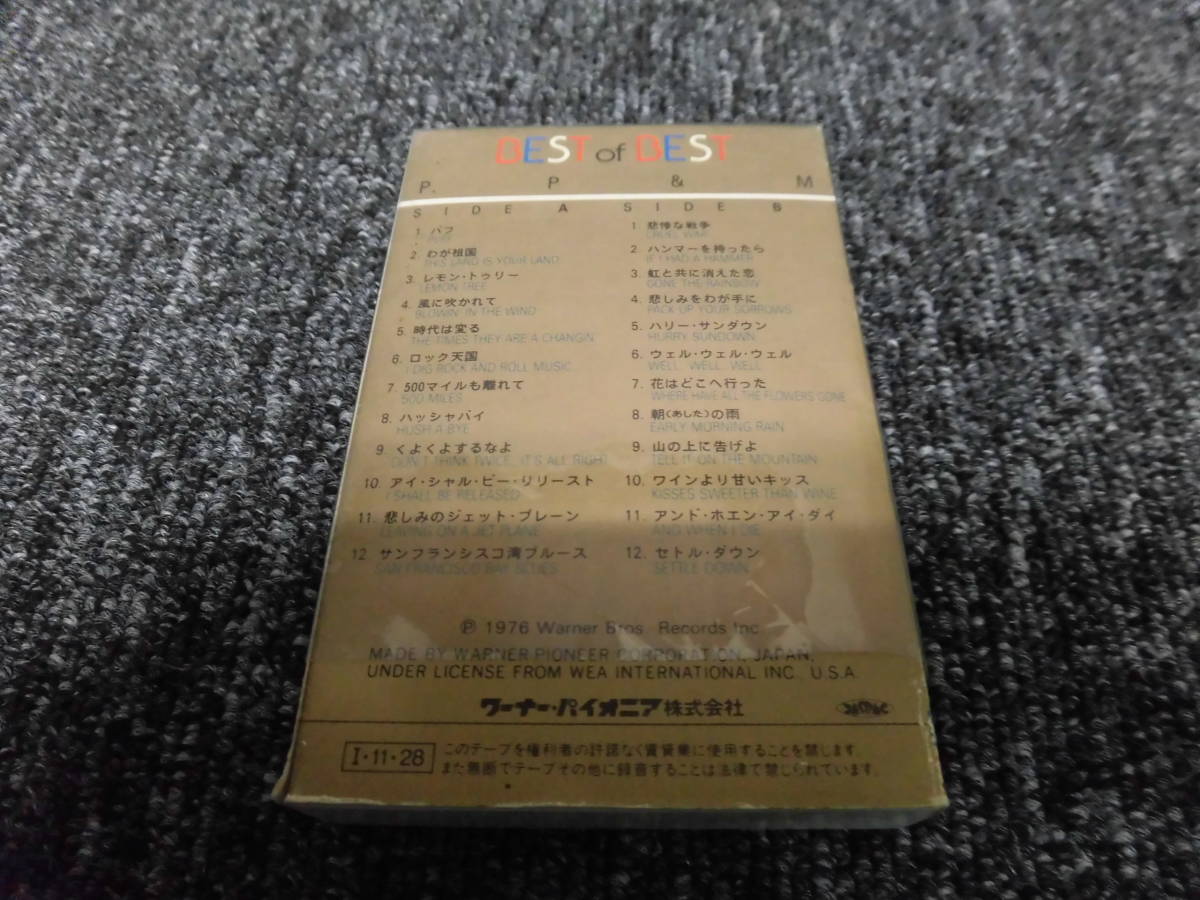 BEST of BEST
P. P & M
SIDE A
1. パフ
PUFF
2. わが祖国
THIS LAND IS YOUR LAND
3. レモン・トゥリー
LEMON TREE
4. 風に吹かれて
BLOWIN' IN THE WIND
5. 時代は変る
THE TIMES THEY ARE A CHANGIN
6. ロック天国
I DIG ROCK AND ROLL MUSIC
7. 500マイルも離れて
500 MILES
8. ハッシャバイ
HUSH A BYE
9. くよくよするなよ
DON'T THINK TWICE, IT'S ALL RIGHT
10. アイ・シャル・ビー・リリースト
I SHALL BE RELEASED
11. 悲しみのジェット・プレーン
LEAVING ON A JET PLANE
12. サンフランシスコ湾ブルース
SAN FRANCISCO BAY BLUES
SIDE B
1. 悲惨な戦争
CRUEL WAR
2. ハンマーを持ったら
IF I HAD A HAMMER
3. 虹と共に消えた恋
GONE THE RAINBOW
4. 悲しみをわが手に
PACK UP YOUR SORROWS
5. ハリー・サンダウン
HURRY SUNDOWN
6. ウェル・ウェル・ウェル
WELL, WELL, WELL
7. 花はどこへ行った
WHERE HAVE ALL THE FLOWERS GONE
8. 朝(あした)の雨
EARLY MORNING RAIN
9. 山の上に告げよ
TELL IT ON THE MOUNTAIN
10. ワインより甘いキッス
KISSES SWEETER THAN WINE
11. アンド・ホエン・アイ・ダイ
AND WHEN I DIE
12. セトル・ダウン
SETTLE DOWN
℗ 1976 Warner Bros. Records Inc.
MADE BY WARNER-PIONEER CORPORATION, JAPAN,
UNDER LICENSE FROM WEA INTERNATIONAL INC. U.S.A.
ワーナー・パイオニア株式会社
I・11・28
このテープを権利者の許諾なく賃貸業に使用することを禁じます。
また無断でテープその他に録音することは法律で禁じられています。